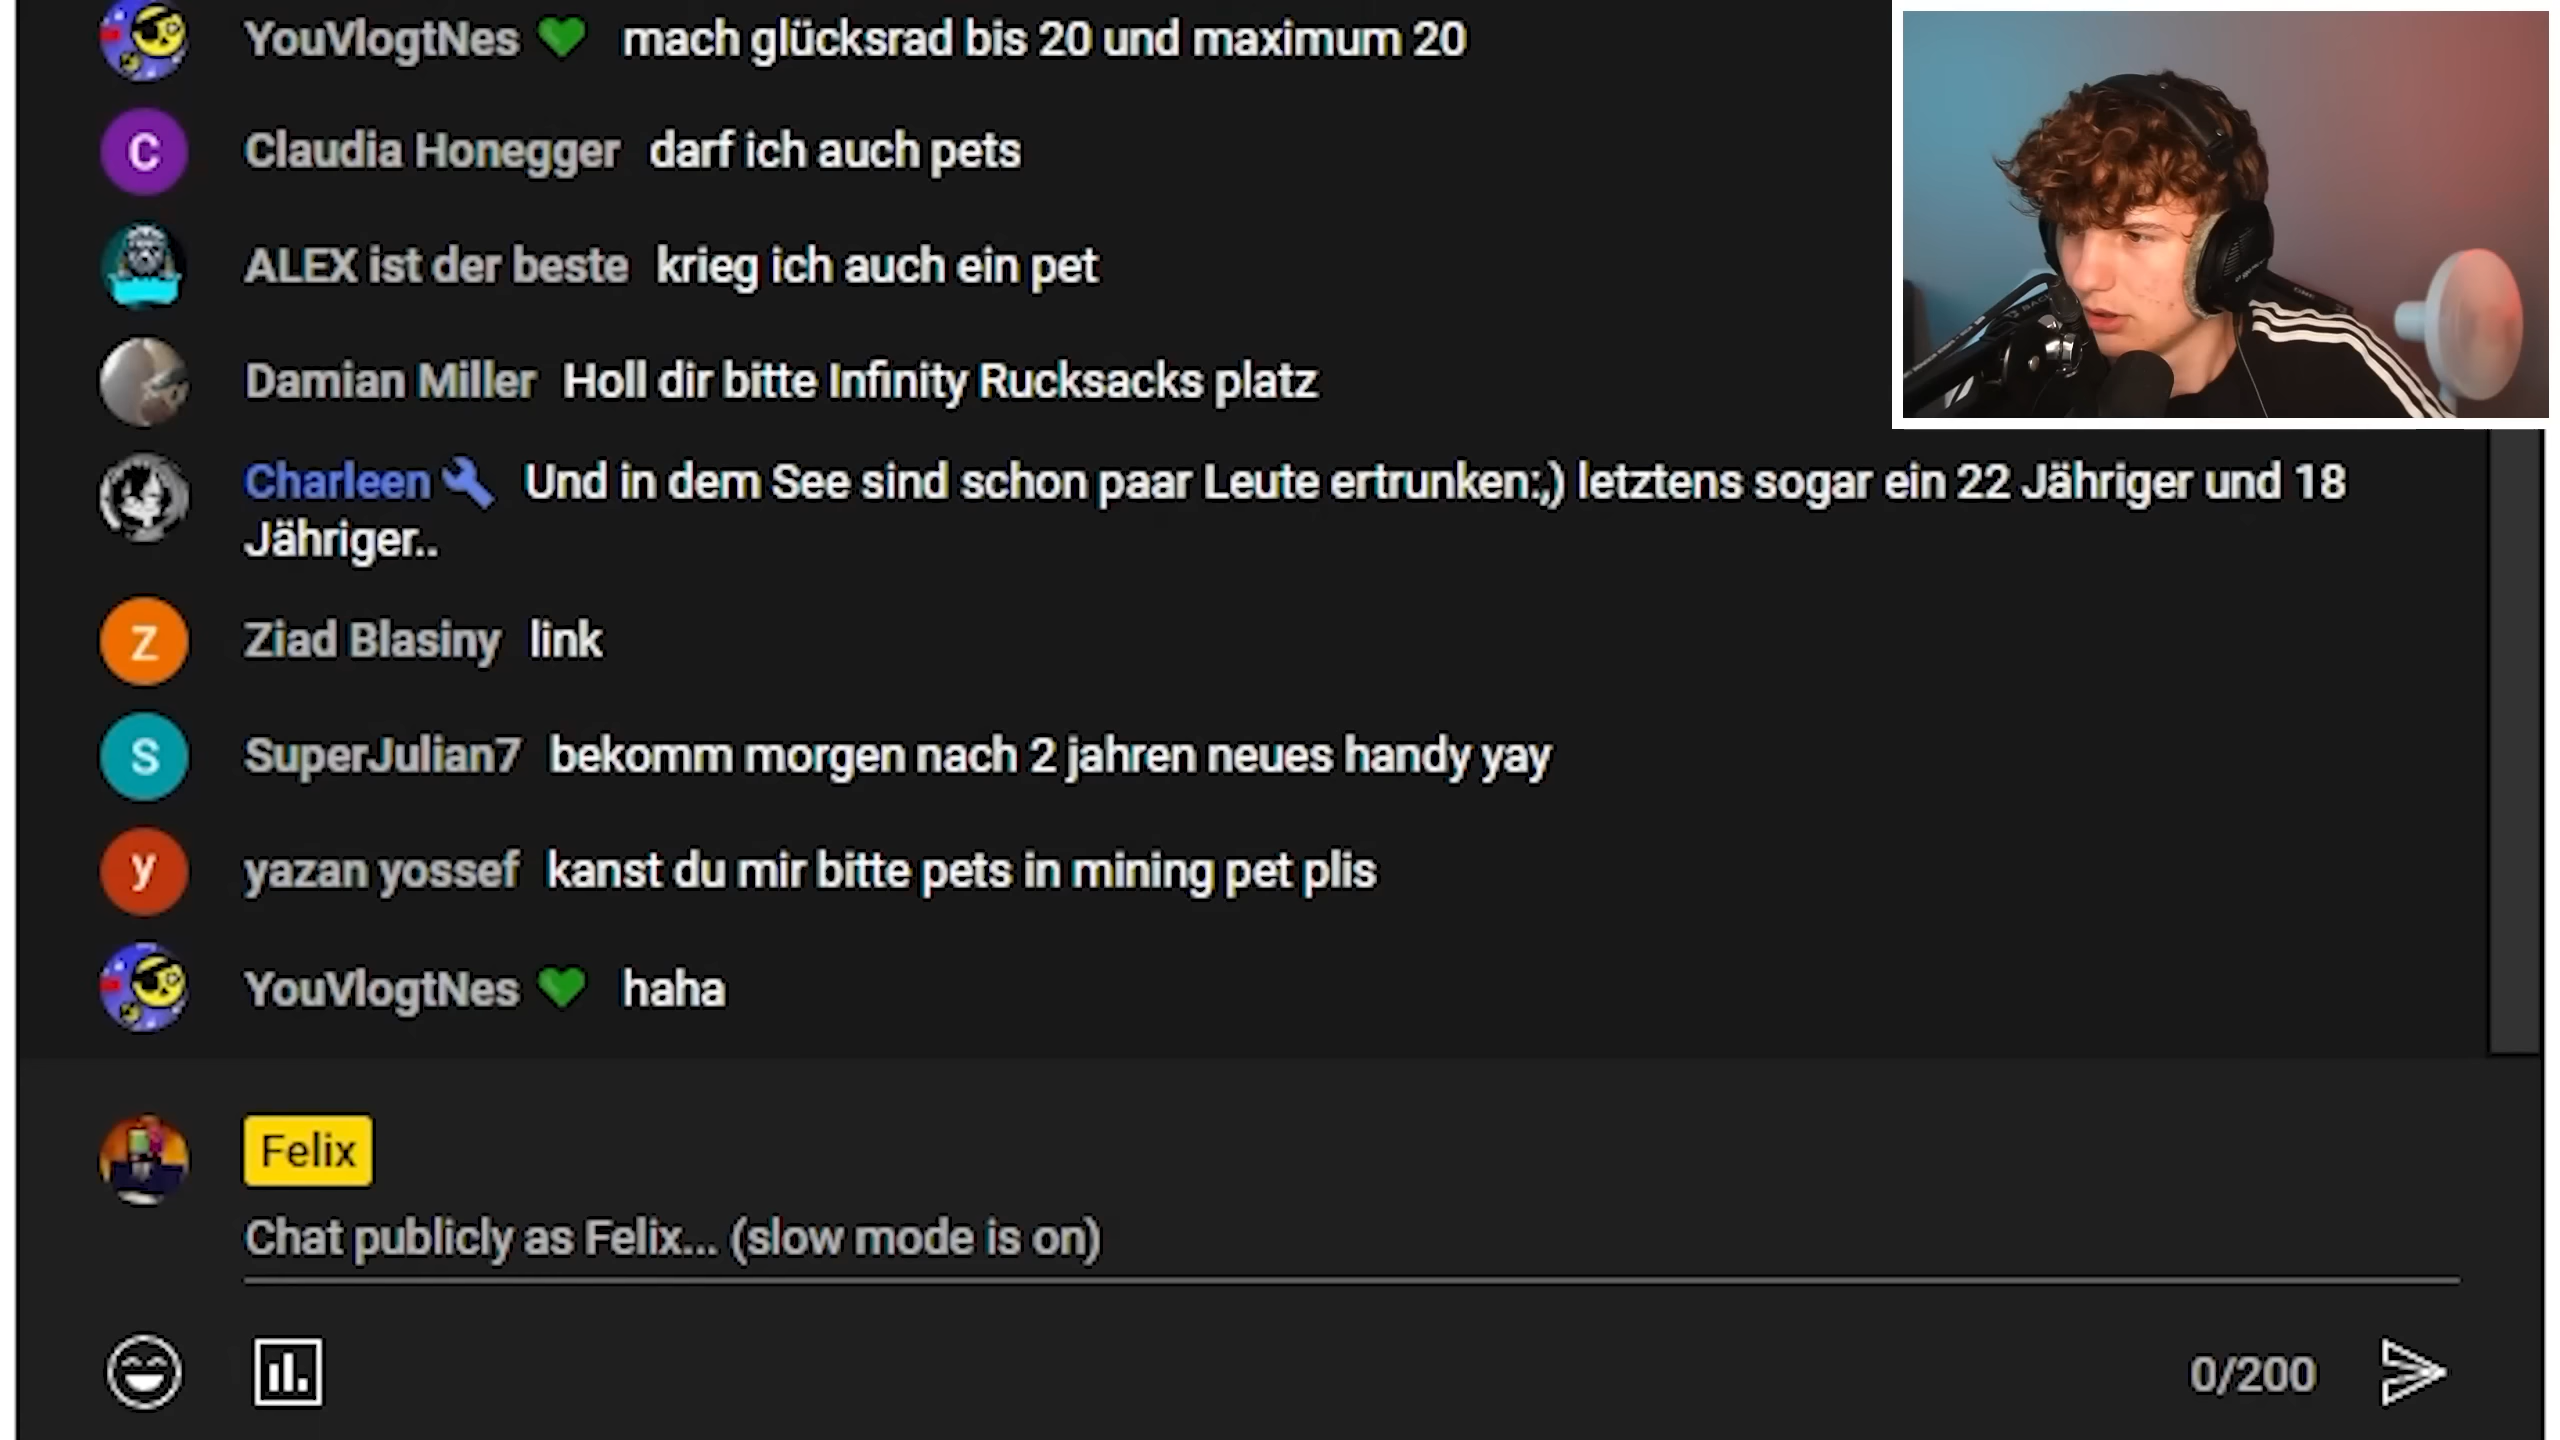 YouVlogtNes 💚 mach glücksrad bis 20 und maximum 20
C Claudia Honegger darf ich auch pets
ALEX ist der beste krieg ich auch ein pet
Damian Miller Holl dir bitte Infinity Rucksacks platz
Charleen Und in dem See sind schon paar Leute ertrunken:,) letztens sogar ein 22 Jähriger und 18
Jähriger..
Z Ziad Blasiny link
S SuperJulian7 bekomm morgen nach 2 jahren neues handy yay
y yazan yossef kanst du mir bitte pets in mining pet plis
YouVlogtNes 💚 haha
Felix
Chat publicly as Felix... (slow mode is on)
0/200